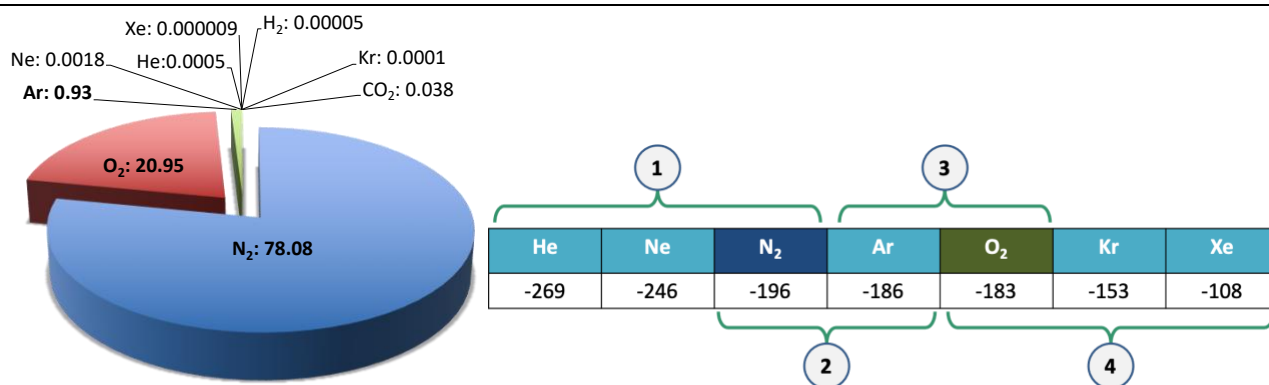 Xe: 0.000009
H₂: 0.00005
Ne: 0.0018
He:0.0005
Kr: 0.0001
Ar: 0.93
CO₂: 0.038
O₂: 20.95
N₂: 78.08
1
3
He Ne N₂ Ar O₂ Kr Xe
-269 -246 -196 -186 -183 -153 -108
2
4